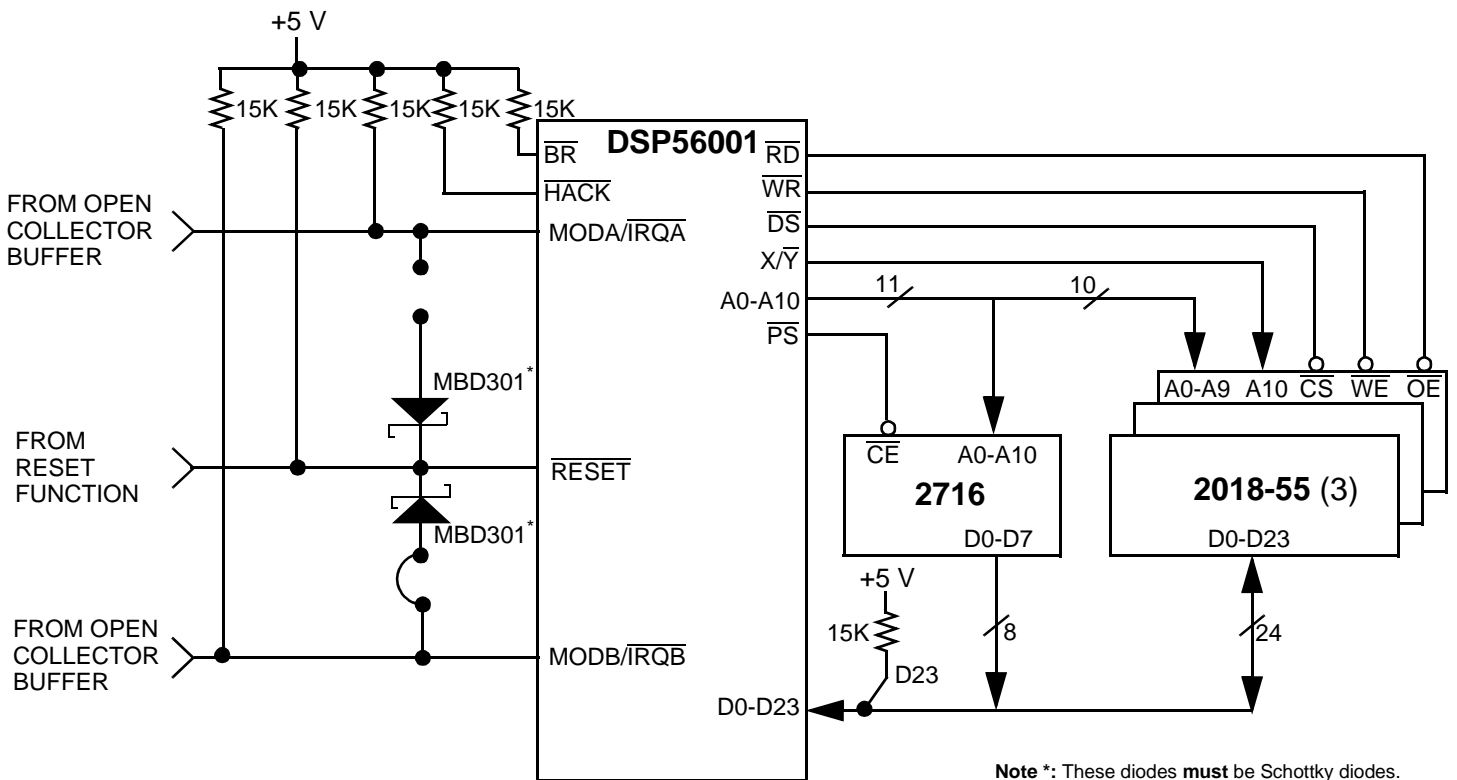 +5 V
15K 15K 15K 15K 15K
DSP56001
BR
HACK
MODA/IRQA
RESET
MODB/IRQB
RD
WR
DS
X/Y
A0-A10
PS
D0-D23
FROM OPEN
COLLECTOR
BUFFER
FROM
RESET
FUNCTION
FROM OPEN
COLLECTOR
BUFFER
MBD301*
MBD301*
11
10
A0-A9 A10 CS WE OE
2018-55 (3)
D0-D23
CE A0-A10
2716
D0-D7
+5 V
15K
D23
8
24
Note *: These diodes must be Schottky diodes.